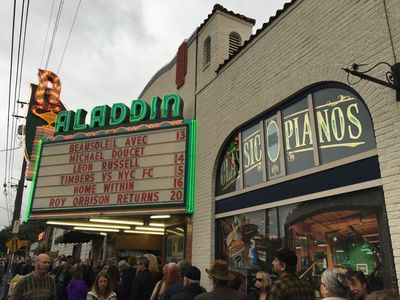 ALADDIN
BEAUSOLEIL AVEC 13
MICHAEL DOUCET
LEON RUSSELL 14
TIMBERS VS NYC FC 15
HOME WITHIN 16
ROY ORBISON RETURNS 20
CLASSIC PIANOS